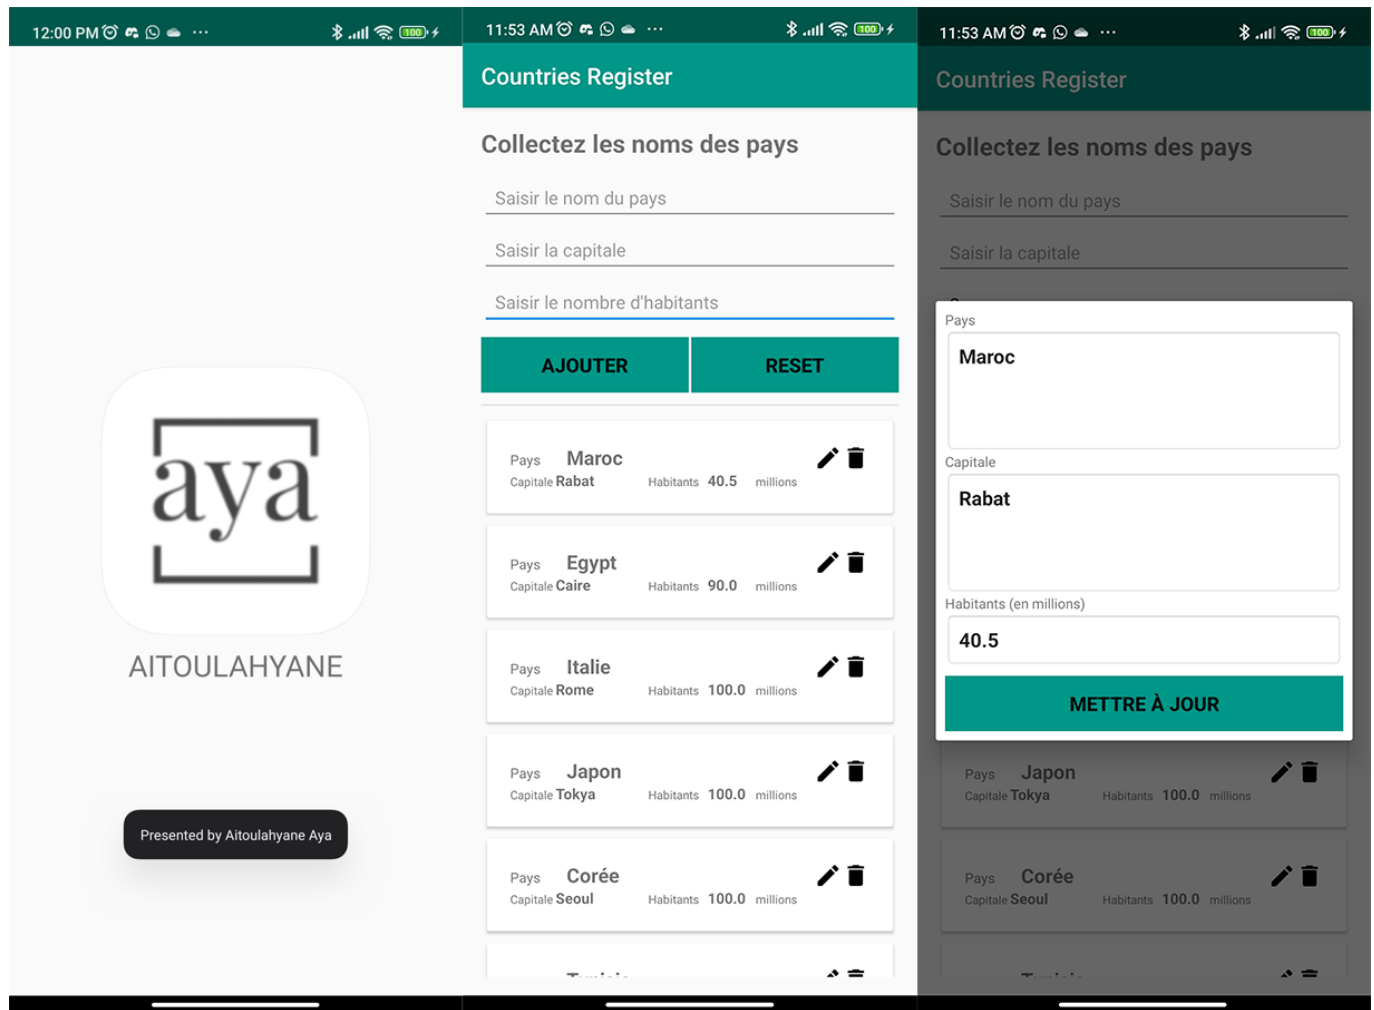 12:00 PM
100
aya
AITOULAHYANE
Presented by Aitoulahyane Aya
11:53 AM
100
Countries Register
Collectez les noms des pays
Saisir le nom du pays
Saisir la capitale
Saisir le nombre d'habitants
AJOUTER RESET
Pays Maroc
Capitale Rabat Habitants 40.5 millions
Pays Egypt
Capitale Caire Habitants 90.0 millions
Pays Italie
Capitale Rome Habitants 100.0 millions
Pays Japon
Capitale Tokya Habitants 100.0 millions
Pays Corée
Capitale Seoul Habitants 100.0 millions
11:53 AM
100
Countries Register
Collectez les noms des pays
Saisir le nom du pays
Saisir la capitale
Pays
Maroc
Capitale
Rabat
Habitants (en millions)
40.5
METTRE À JOUR
Pays Japon
Capitale Tokya Habitants 100.0 millions
Pays Corée
Capitale Seoul Habitants 100.0 millions